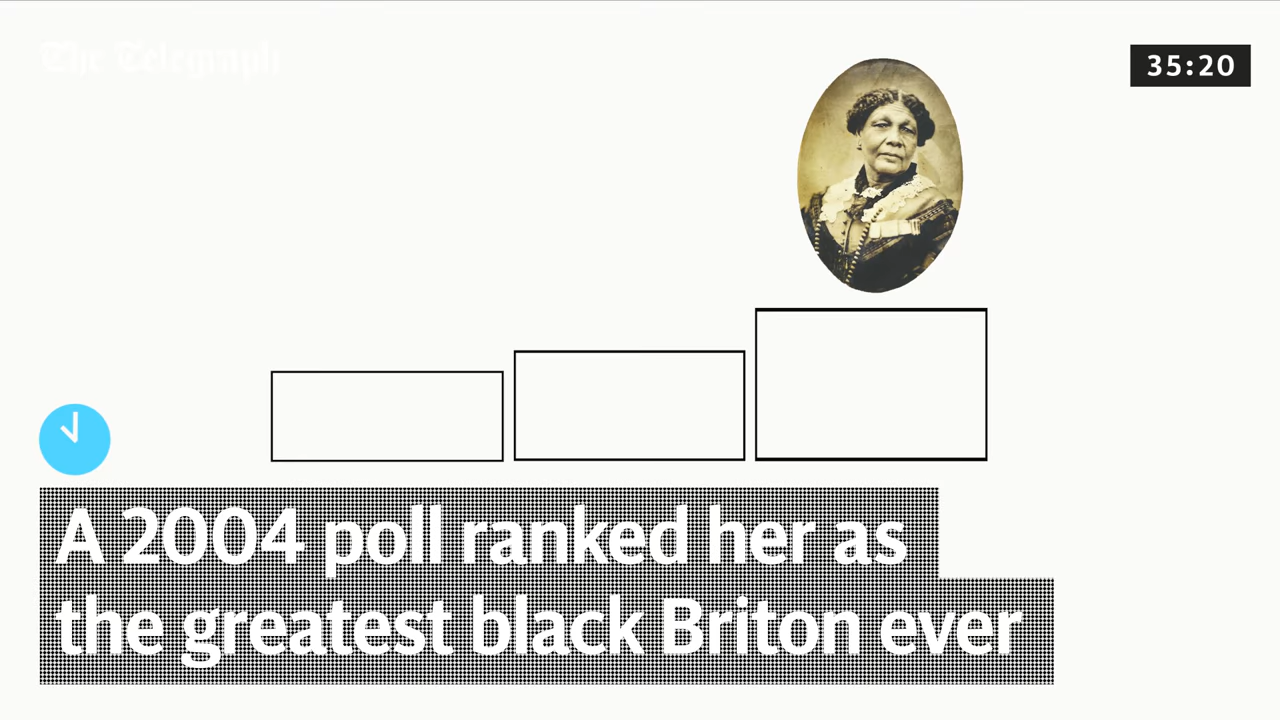 The Telegraph
35:20
A 2004 poll ranked her as
the greatest black Briton ever